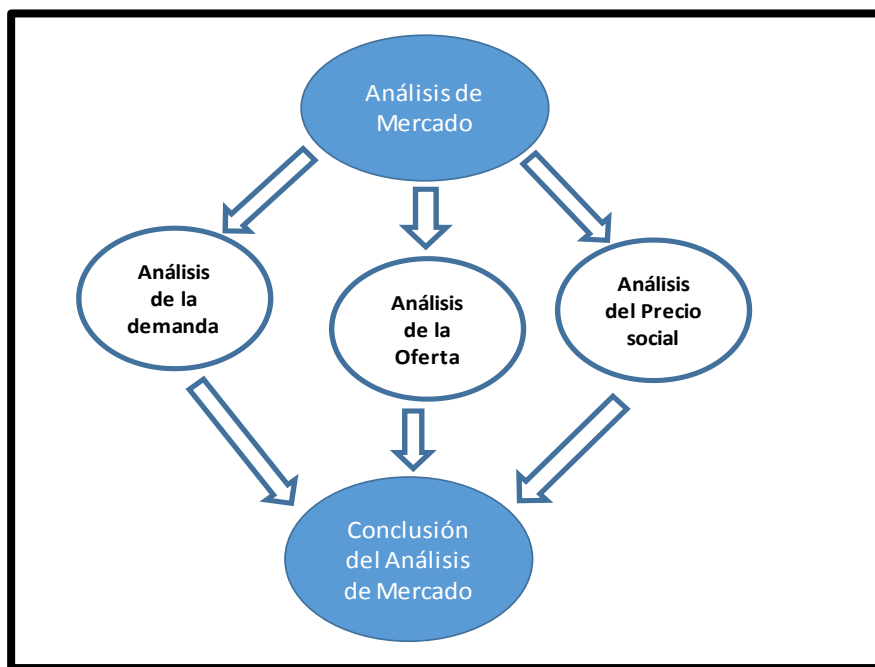 Análisis de
Mercado
Análisis
de la
demanda
Análisis
de la
Oferta
Análisis
del Precio
social
Conclusión
del Análisis
de Mercado